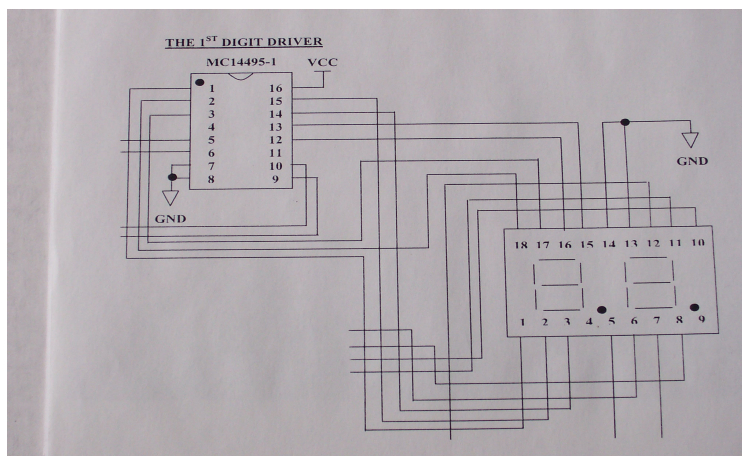 THE 1ST DIGIT DRIVER
MC14495-1 VCC
1 16
2 15
3 14
4 13
5 12
6 11
7 10
8 9
GND
GND
18 17 16 15 14 13 12 11 10
1 2 3 4 5 6 7 8 9